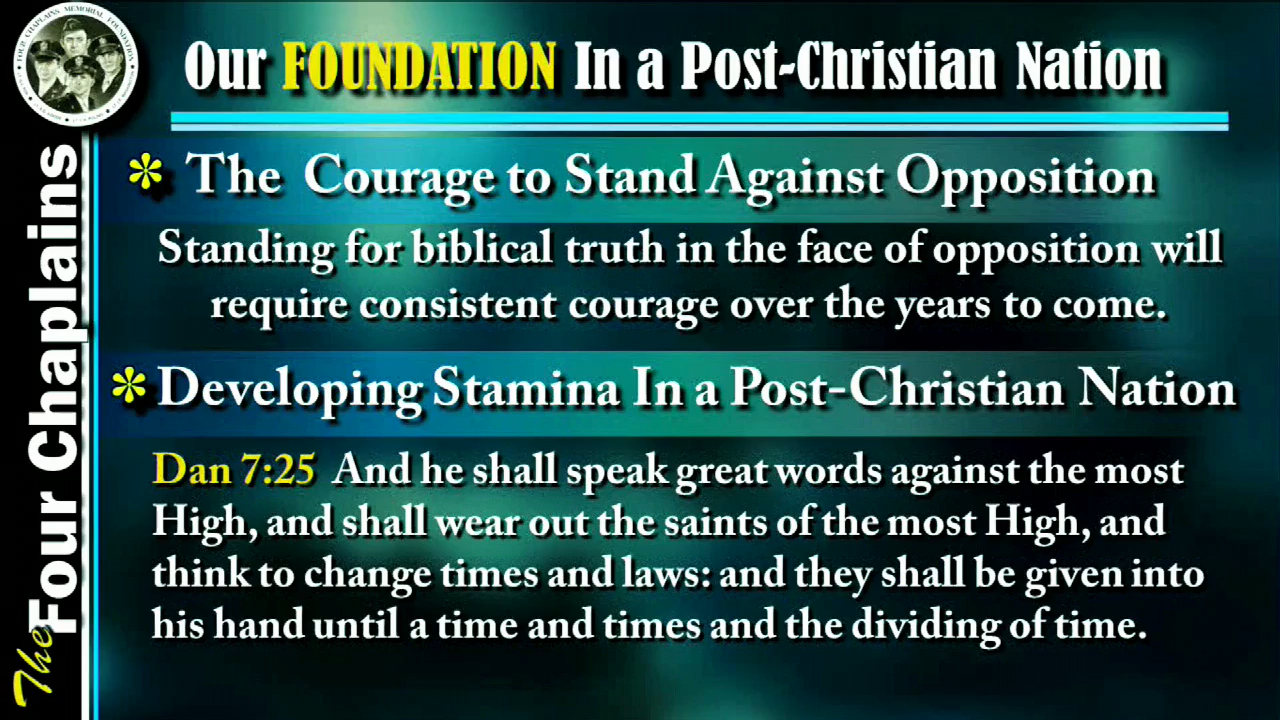 Our FOUNDATION In a Post-Christian Nation
* The Courage to Stand Against Opposition
Standing for biblical truth in the face of opposition will
require consistent courage over the years to come.
* Developing Stamina In a Post-Christian Nation
Dan 7:25 And he shall speak great words against the most
High, and shall wear out the saints of the most High, and
think to change times and laws: and they shall be given into
his hand until a time and times and the dividing of time.
The Four Chaplains
FOUR CHAPLAINS MEMORIAL FOUNDATION